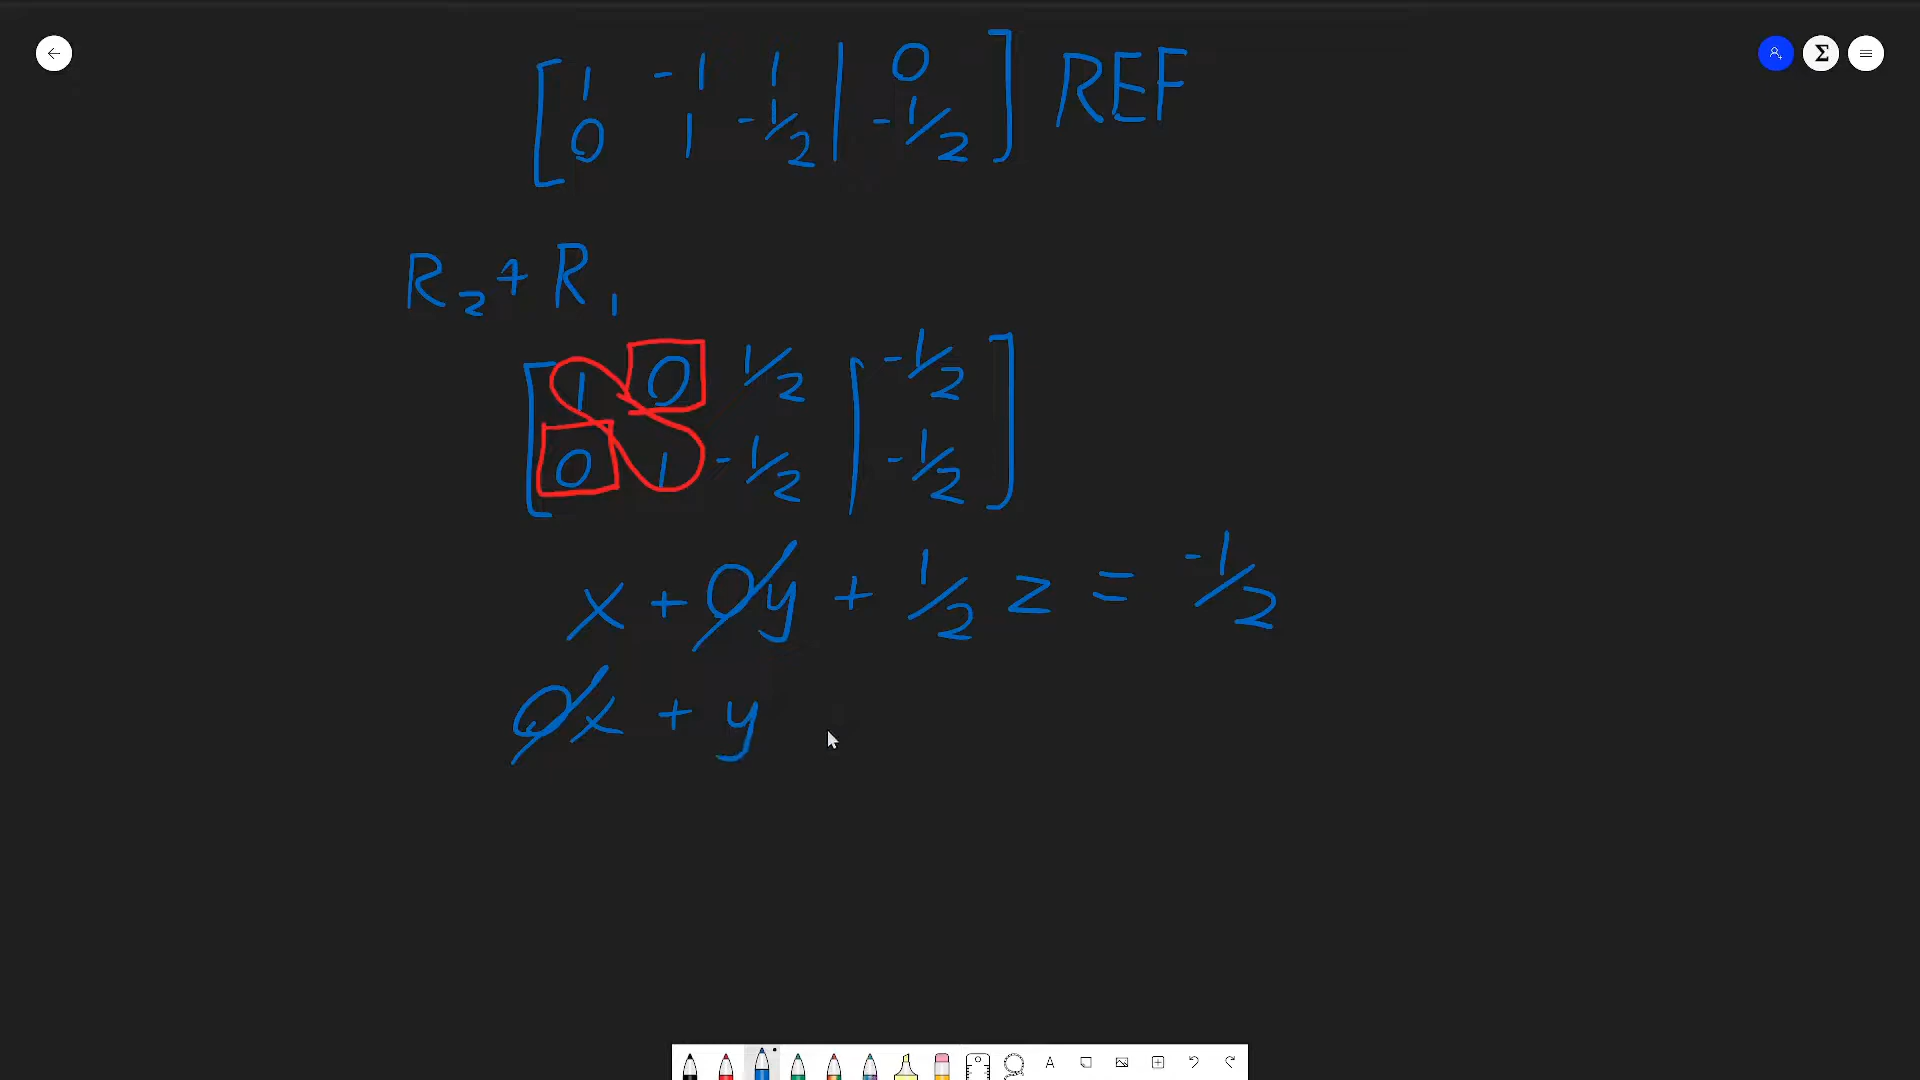 [ 1 -1 1 | 0 ] REF
[ 0 1 -1/2 | -1/2 ]
R₂ + R₁
[ 1 0 1/2 | -1/2 ]
[ 0 1 -1/2 | -1/2 ]
x + 0y + 1/2 z = -1/2
0x + y
Σ
A